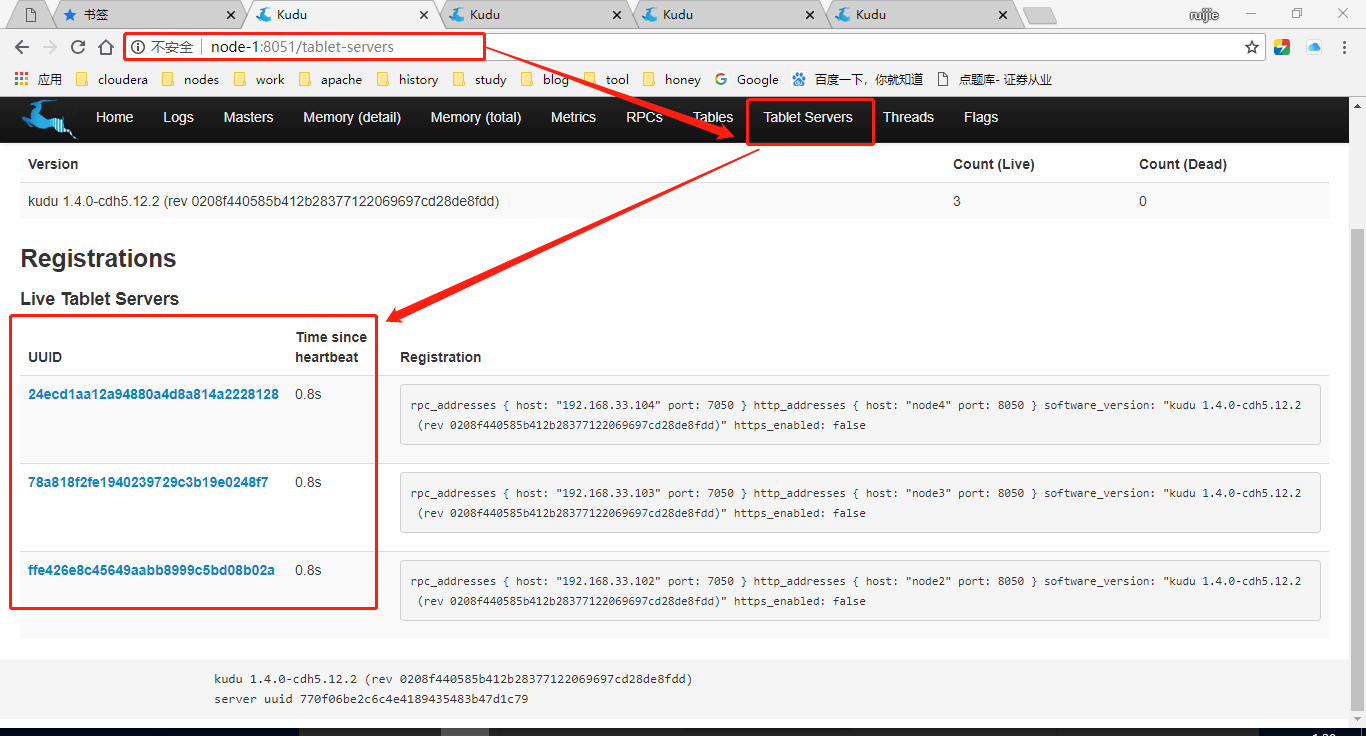 书签 Kudu Kudu Kudu Kudu ruijie
不安全 node-1:8051/tablet-servers
应用 cloudera nodes work apache history study blog tool honey Google 百度一下，你就知道 点题库- 证券从业
Home Logs Masters Memory (detail) Memory (total) Metrics RPCs Tables Tablet Servers Threads Flags
Version Count (Live) Count (Dead)
kudu 1.4.0-cdh5.12.2 (rev 0208f440585b412b28377122069697cd28de8fdd) 3 0
Registrations
Live Tablet Servers
UUID Time since heartbeat Registration
24ecd1aa12a94880a4d8a814a2228128 0.8s rpc_addresses { host: "192.168.33.104" port: 7050 } http_addresses { host: "node4" port: 8050 } software_version: "kudu 1.4.0-cdh5.12.2
(rev 0208f440585b412b28377122069697cd28de8fdd)" https_enabled: false
78a818f2fe1940239729c3b19e0248f7 0.8s rpc_addresses { host: "192.168.33.103" port: 7050 } http_addresses { host: "node3" port: 8050 } software_version: "kudu 1.4.0-cdh5.12.2
(rev 0208f440585b412b28377122069697cd28de8fdd)" https_enabled: false
ffe426e8c45649aabb8999c5bd08b02a 0.8s rpc_addresses { host: "192.168.33.102" port: 7050 } http_addresses { host: "node2" port: 8050 } software_version: "kudu 1.4.0-cdh5.12.2
(rev 0208f440585b412b28377122069697cd28de8fdd)" https_enabled: false
kudu 1.4.0-cdh5.12.2 (rev 0208f440585b412b28377122069697cd28de8fdd)
server uuid 770f06be2c6c4e4189435483b47d1c79